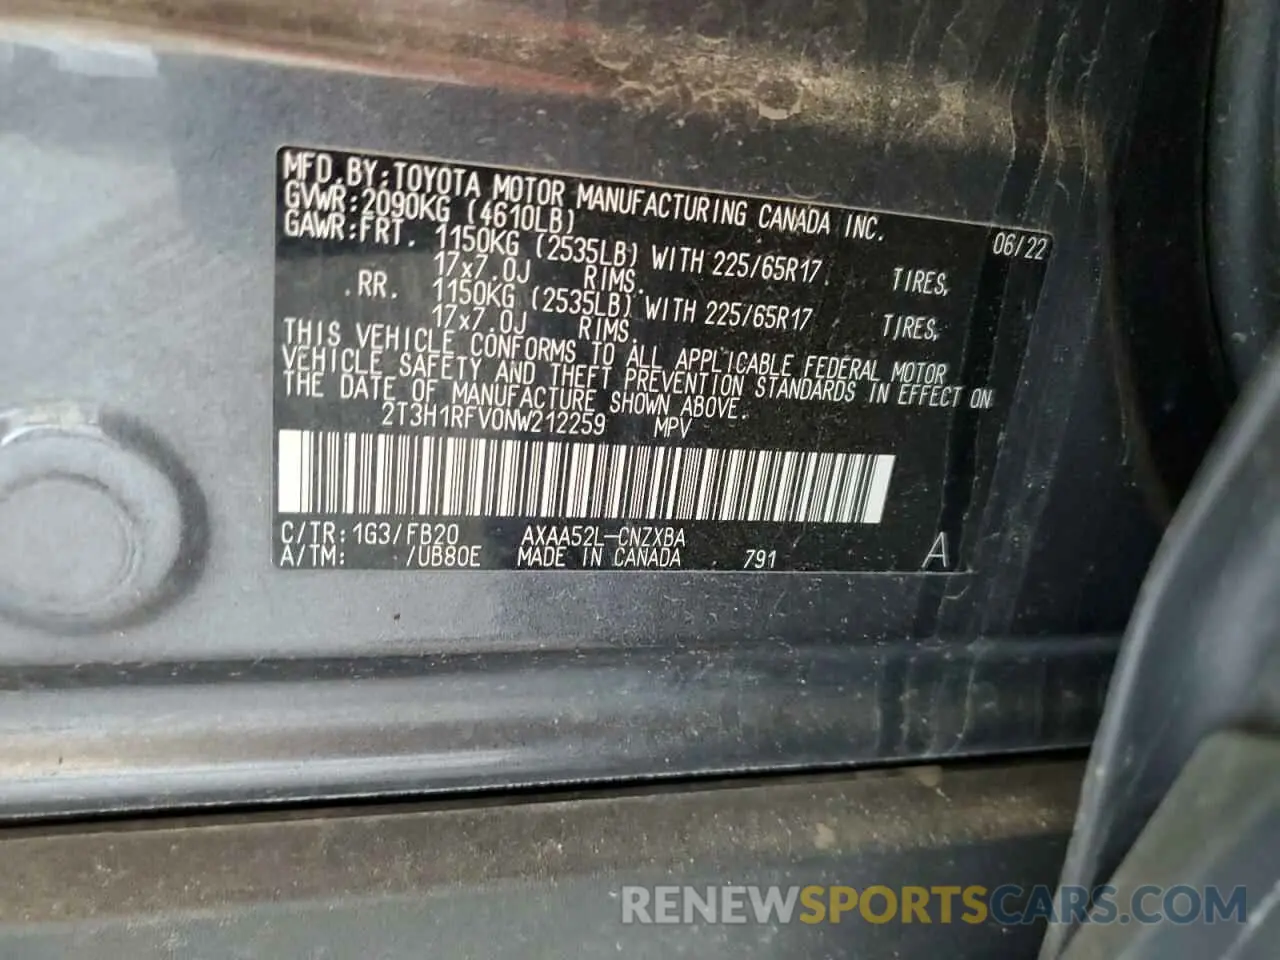 MFD.BY:TOYOTA MOTOR MANUFACTURING CANADA INC.
GVWR:2090KG (4610LB) 06/22
GAWR:FRT. 1150KG (2535LB) WITH 225/65R17 TIRES,
17x7.0J RIMS.
RR. 1150KG (2535LB) WITH 225/65R17 TIRES,
17x7.0J RIMS.
THIS VEHICLE CONFORMS TO ALL APPLICABLE FEDERAL MOTOR
VEHICLE SAFETY AND THEFT PREVENTION STANDARDS IN EFFECT ON
THE DATE OF MANUFACTURE SHOWN ABOVE.
2T3H1RFV0NW212259 MPV
C/TR:1G3/FB20 AXAA52L-CNZXBA
A/TM: /UB80E MADE IN CANADA 791 A
RENEWSPORTSCARS.COM